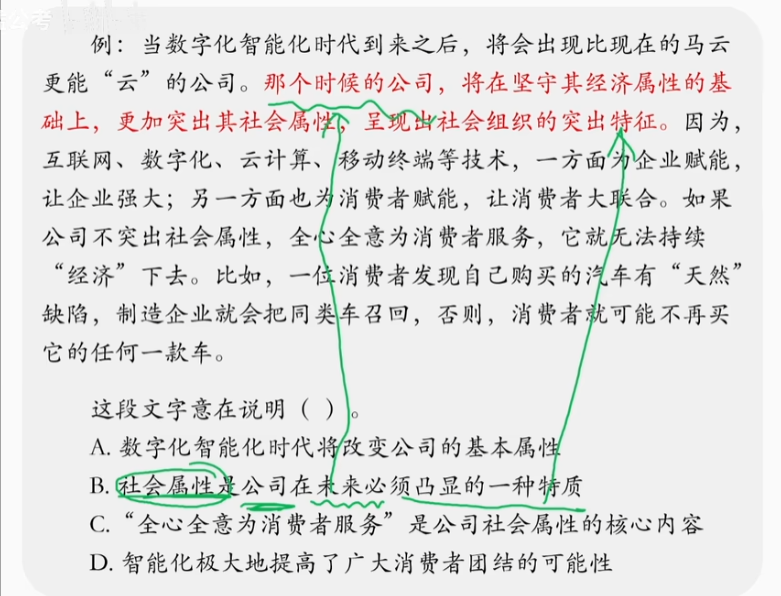 公考
例：当数字化智能化时代到来之后，将会出现比现在的马云
更能“云”的公司。那个时候的公司，将在坚守其经济属性的基
础上，更加突出其社会属性，呈现出社会组织的突出特征。因为，
互联网、数字化、云计算、移动终端等技术，一方面为企业赋能，
让企业强大；另一方面也为消费者赋能，让消费者大联合。如果
公司不突出社会属性，全心全意为消费者服务，它就无法持续
“经济”下去。比如，一位消费者发现自己购买的汽车有“天然”
缺陷，制造企业就会把同类车召回，否则，消费者就可能不再买
它的任何一款车。
这段文字意在说明（ ）。
A. 数字化智能化时代将改变公司的基本属性
B. 社会属性是公司在未来必须凸显的一种特质
C. “全心全意为消费者服务”是公司社会属性的核心内容
D. 智能化极大地提高了广大消费者团结的可能性